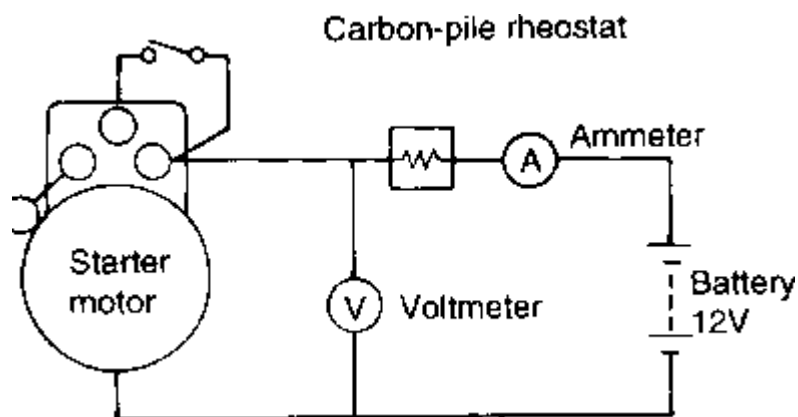 Carbon-pile rheostat
A
Ammeter
Starter
motor
V
Voltmeter
Battery
12V